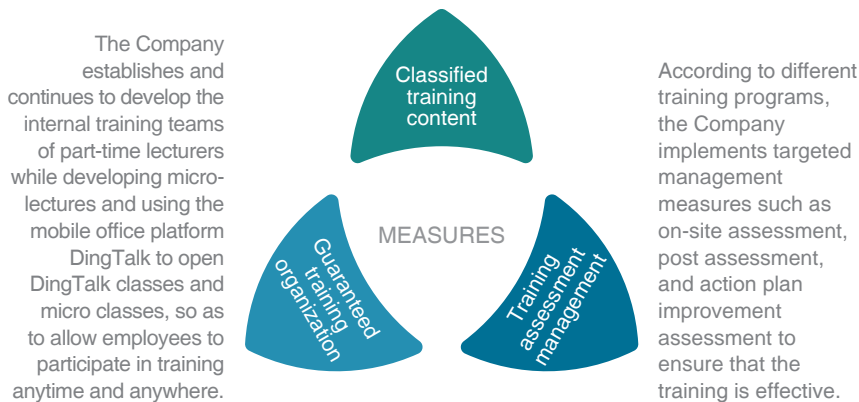 The Company
establishes and
continues to develop the
internal training teams
of part-time lecturers
while developing micro-
lectures and using the
mobile office platform
DingTalk to open
DingTalk classes and
micro classes, so as
to allow employees to
participate in training
anytime and anywhere.
Classified
training
content
MEASURES
Guaranteed
training
organization
Training
assessment
management
According to different
training programs,
the Company
implements targeted
management
measures such as
on-site assessment,
post assessment,
and action plan
improvement
assessment to
ensure that the
training is effective.